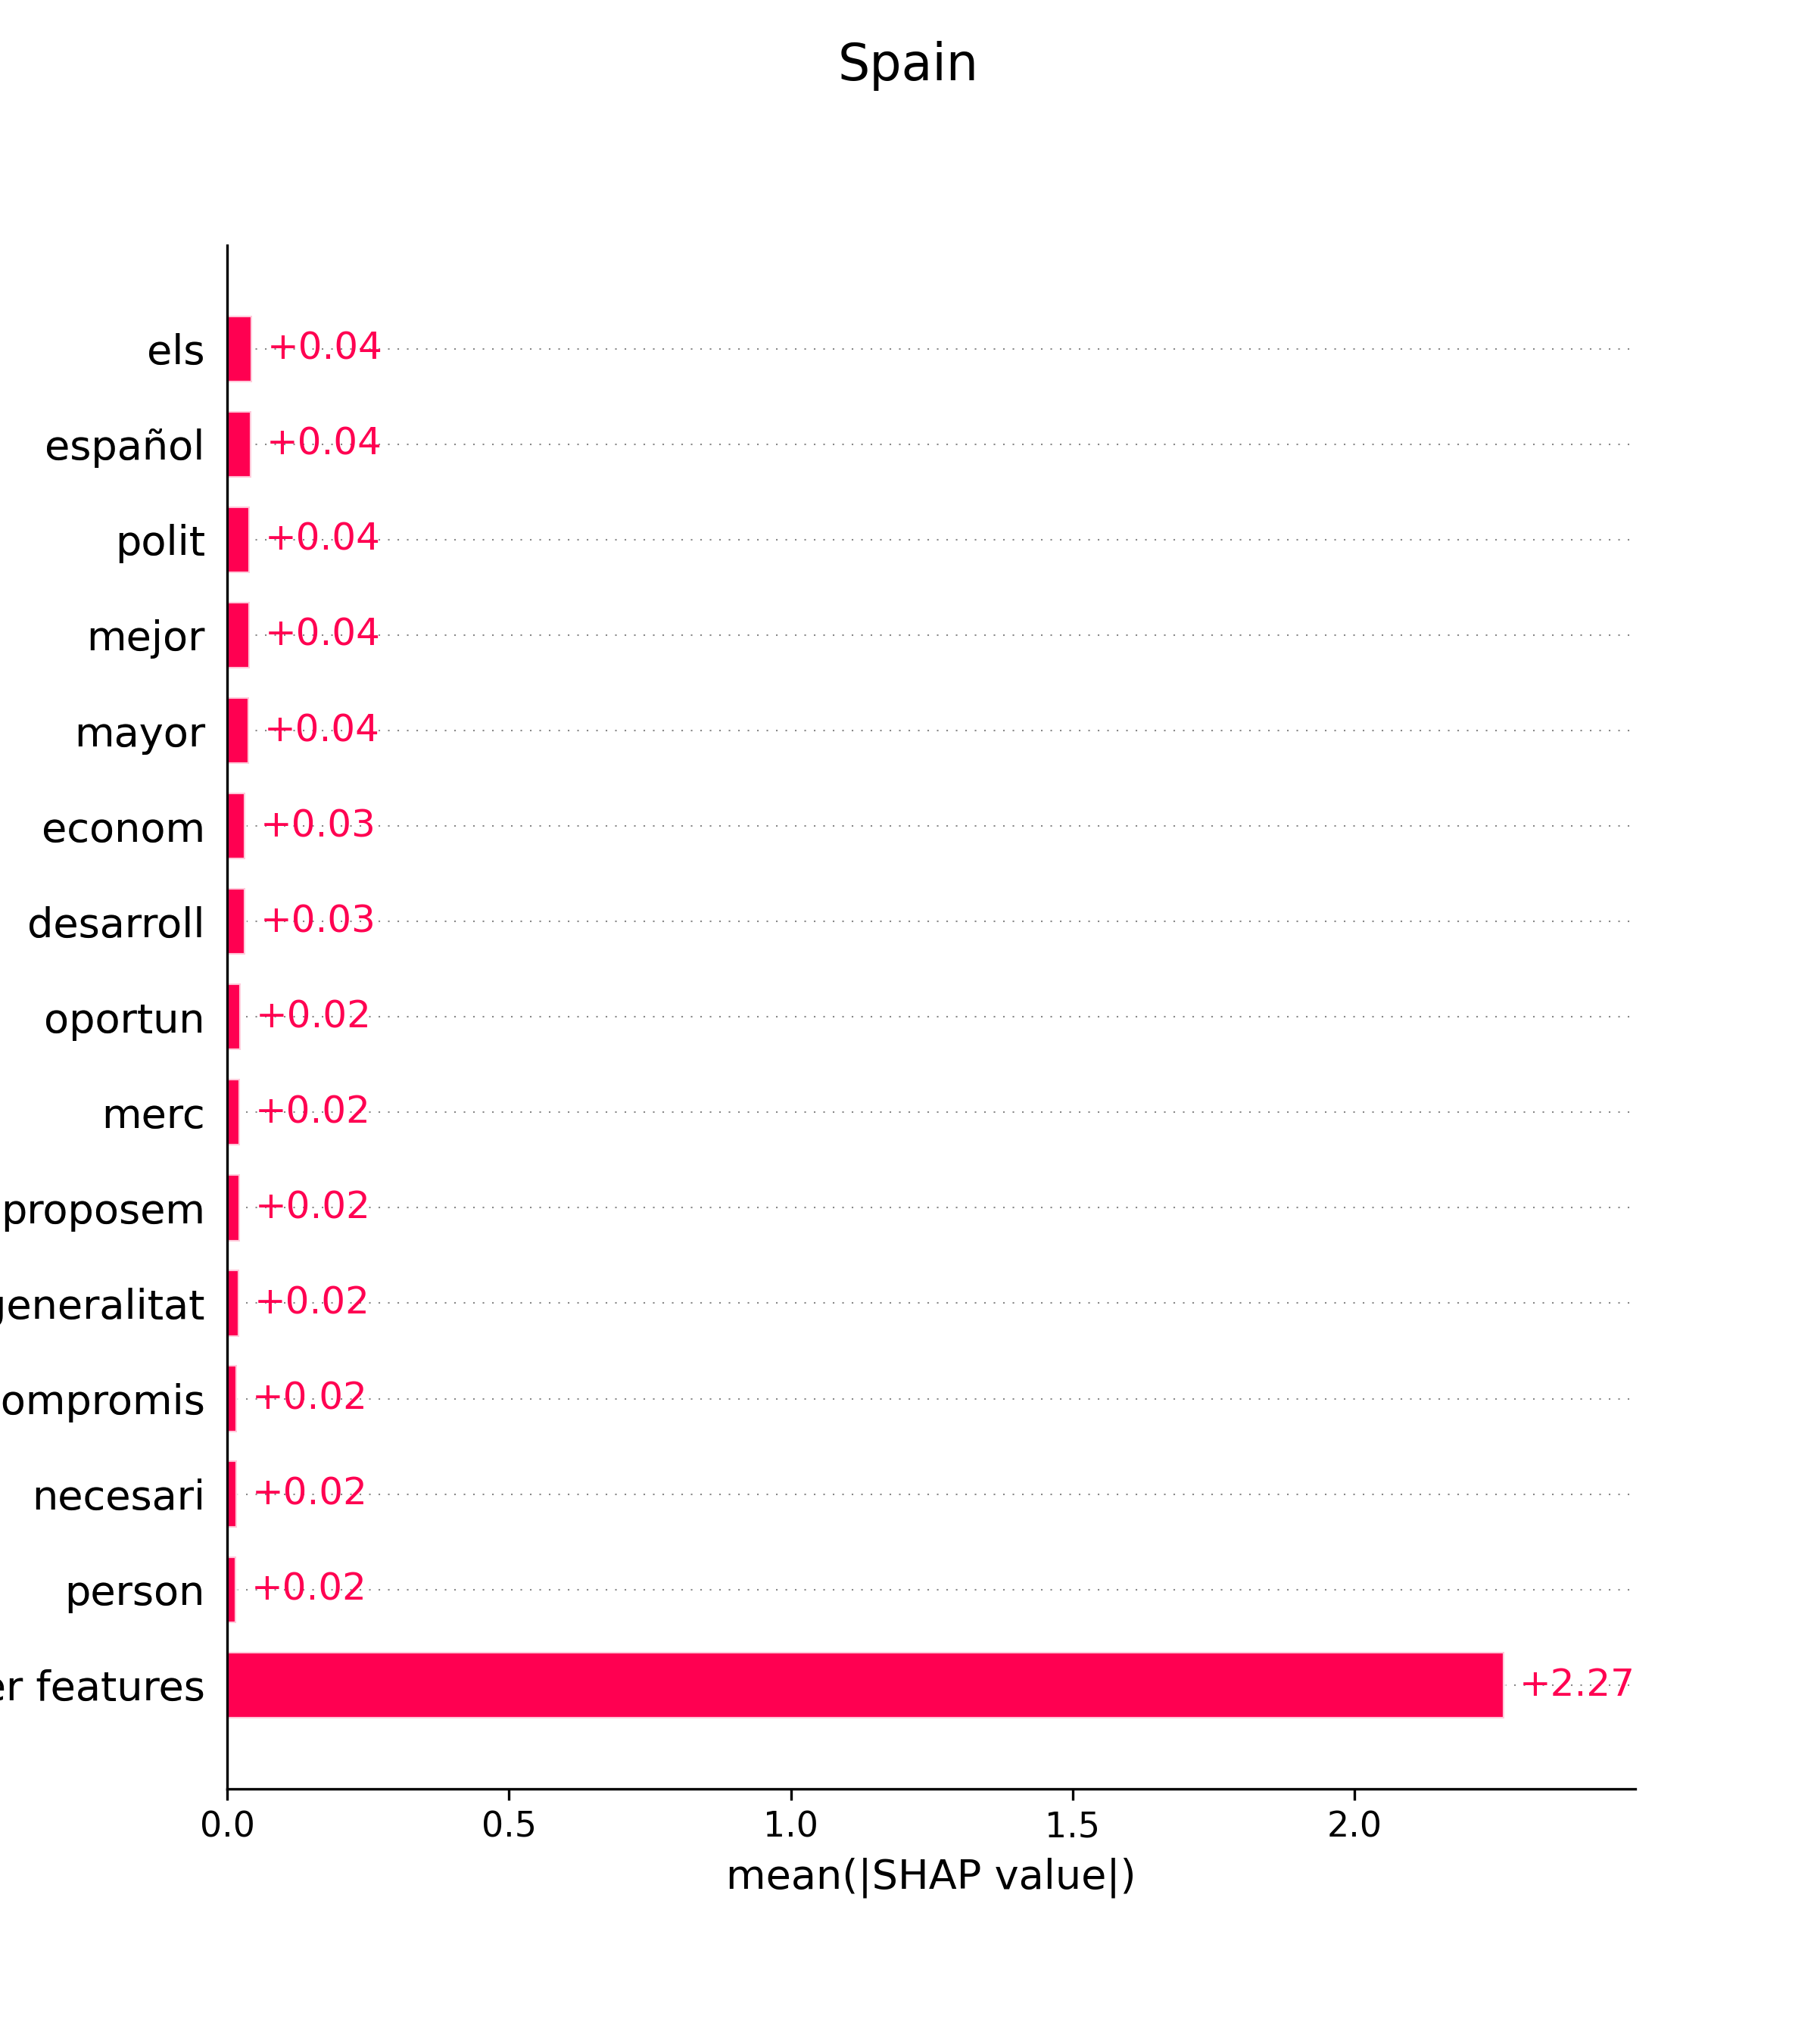 Spain
els +0.04
español +0.04
polit +0.04
mejor +0.04
mayor +0.04
econom +0.03
desarroll +0.03
oportun +0.02
merc +0.02
proposem +0.02
generalitat +0.02
ompromis +0.02
necesari +0.02
person +0.02
er features +2.27
0.0 0.5 1.0 1.5 2.0
mean(|SHAP value|)